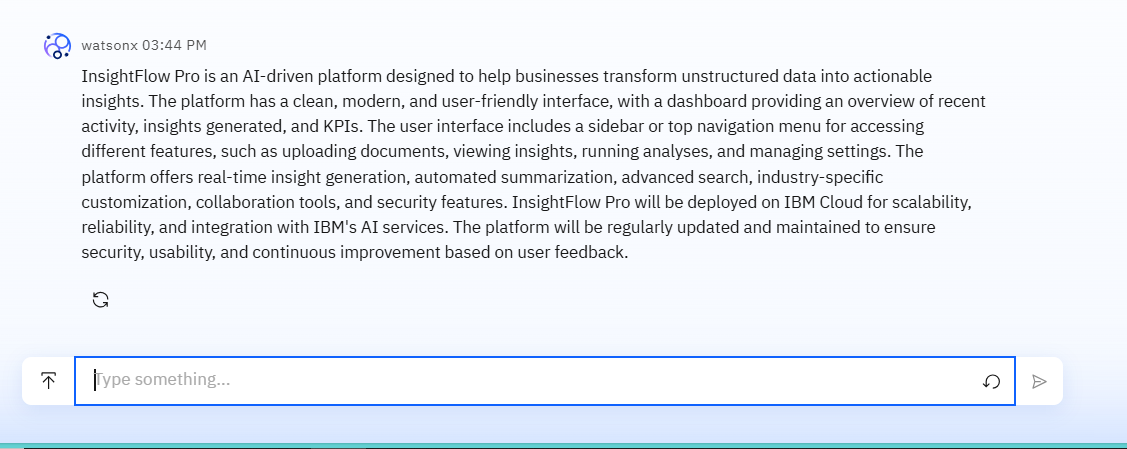 watsonx 03:44 PM
InsightFlow Pro is an AI-driven platform designed to help businesses transform unstructured data into actionable
insights. The platform has a clean, modern, and user-friendly interface, with a dashboard providing an overview of recent
activity, insights generated, and KPIs. The user interface includes a sidebar or top navigation menu for accessing
different features, such as uploading documents, viewing insights, running analyses, and managing settings. The
platform offers real-time insight generation, automated summarization, advanced search, industry-specific
customization, collaboration tools, and security features. InsightFlow Pro will be deployed on IBM Cloud for scalability,
reliability, and integration with IBM's AI services. The platform will be regularly updated and maintained to ensure
security, usability, and continuous improvement based on user feedback.
Type something...